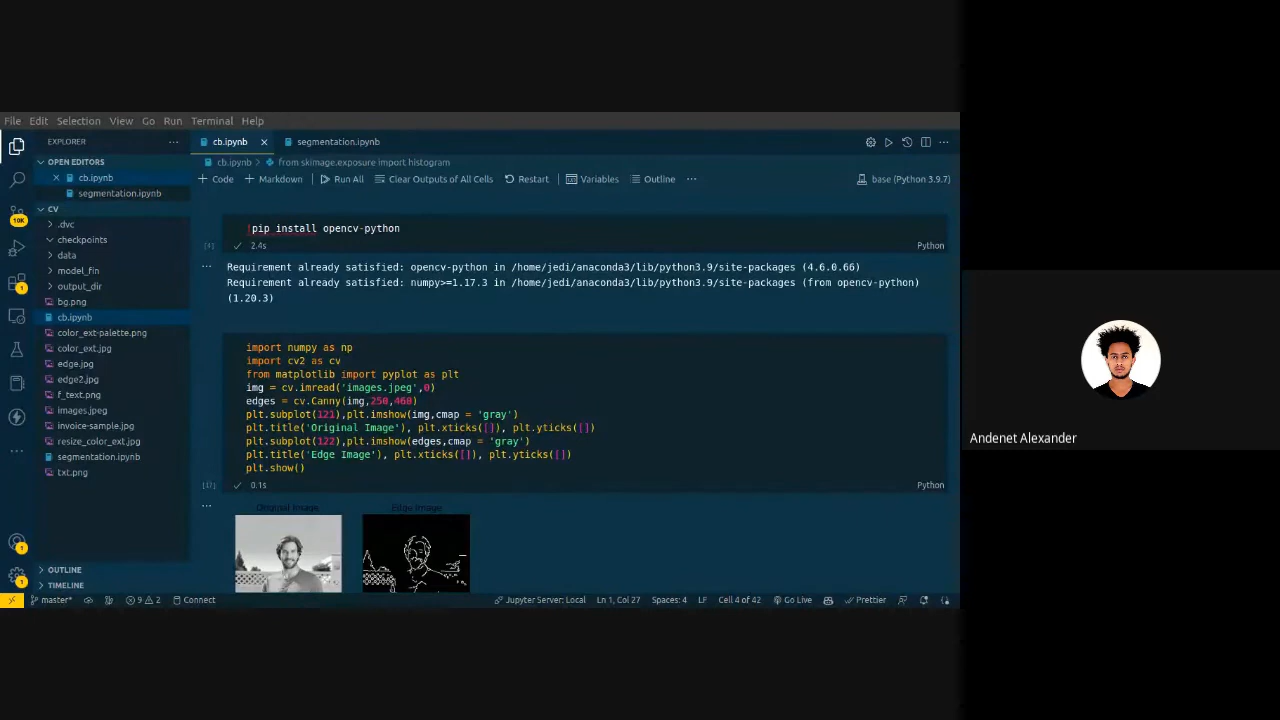 File Edit Selection View Go Run Terminal Help
EXPLORER ...
cb.ipynb segmentation.ipynb
OPEN EDITORS
cb.ipynb
segmentation.ipynb
CV
.dvc
checkpoints
data
model_fin
output_dir
bg.png
cb.ipynb
color_ext-palette.png
color_ext.jpg
edge.jpg
edge2.jpg
f_text.png
images.jpeg
invoice-sample.jpg
resize_color_ext.jpg
segmentation.ipynb
txt.png
OUTLINE
TIMELINE
10K
1
1
1
cb.ipynb > from skimage.exposure import histogram
+ Code + Markdown Run All Clear Outputs of All Cells Restart Variables Outline ... base (Python 3.9.7)
!pip install opencv-python
2.4s Python
Requirement already satisfied: opencv-python in /home/jedi/anaconda3/lib/python3.9/site-packages (4.6.0.66)
Requirement already satisfied: numpy>=1.17.3 in /home/jedi/anaconda3/lib/python3.9/site-packages (from opencv-python)
(1.20.3)
import numpy as np
import cv2 as cv
from matplotlib import pyplot as plt
img = cv.imread('images.jpeg',0)
edges = cv.Canny(img,250,460)
plt.subplot(121),plt.imshow(img,cmap = 'gray')
plt.title('Original Image'), plt.xticks([]), plt.yticks([])
plt.subplot(122),plt.imshow(edges,cmap = 'gray')
plt.title('Edge Image'), plt.xticks([]), plt.yticks([])
plt.show()
0.1s Python
Original Image Edge Image
master* 9 2 Connect Jupyter Server: Local Ln 1, Col 27 Spaces: 4 LF Cell 4 of 42 Go Live Prettier
Andenet Alexander